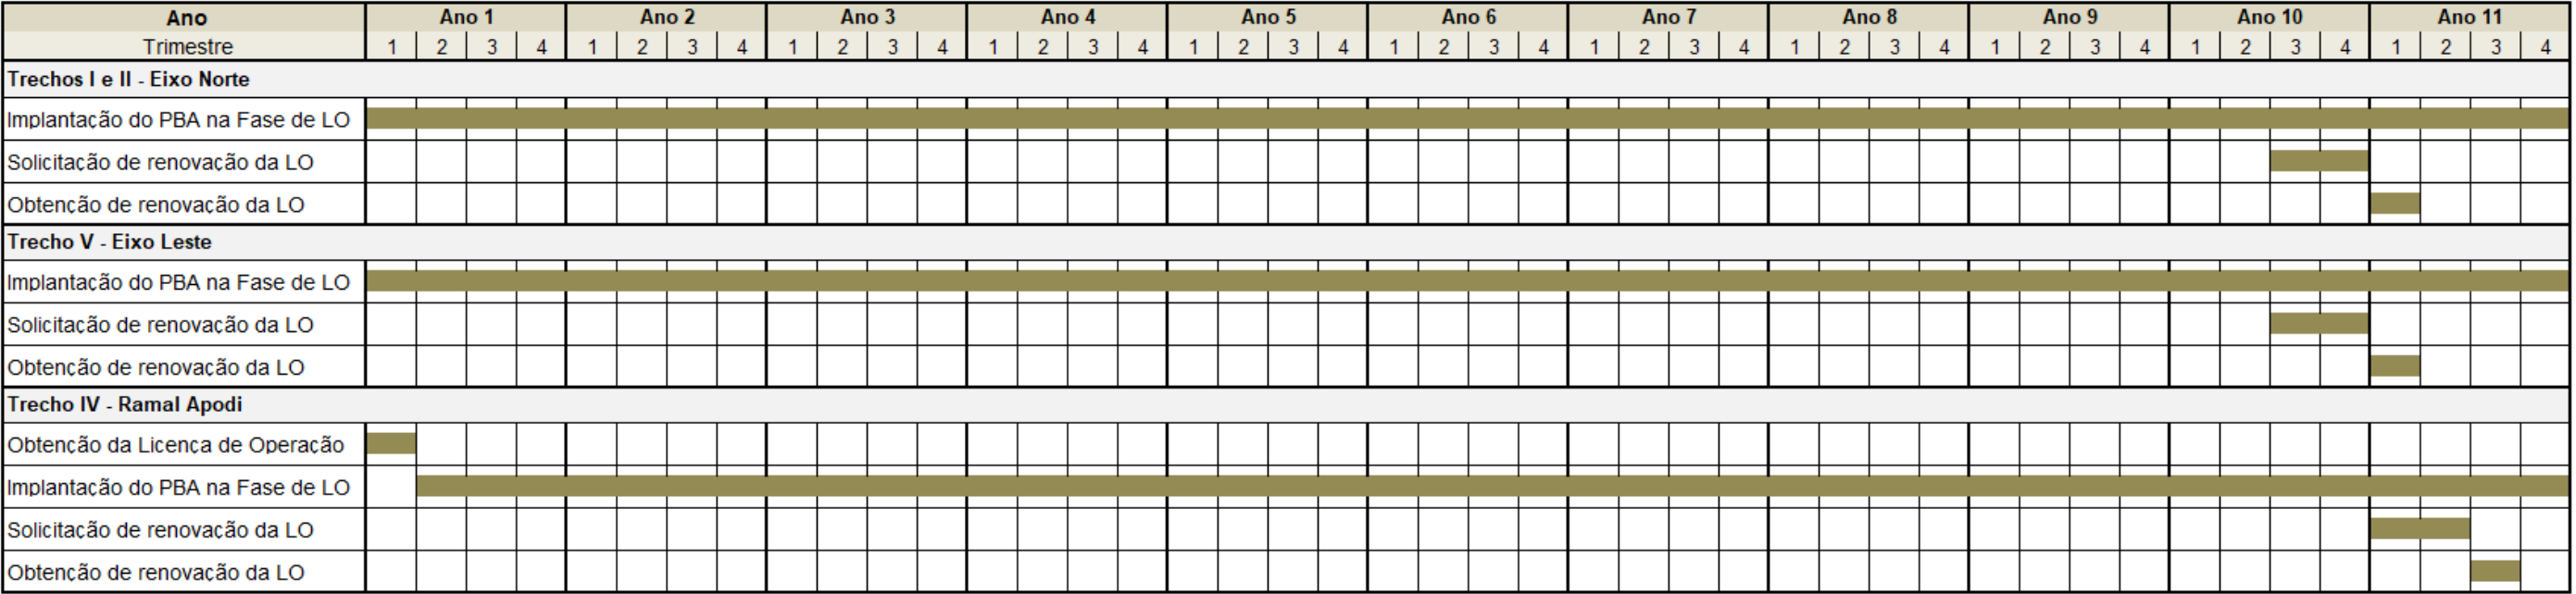 Ano Ano 1 Ano 2 Ano 3 Ano 4 Ano 5 Ano 6 Ano 7 Ano 8 Ano 9 Ano 10 Ano 11
Trimestre 1 2 3 4 1 2 3 4 1 2 3 4 1 2 3 4 1 2 3 4 1 2 3 4 1 2 3 4 1 2 3 4 1 2 3 4 1 2 3 4 1 2 3 4
Trechos I e II - Eixo Norte
Implantação do PBA na Fase de LO
Solicitação de renovação da LO
Obtenção de renovação da LO
Trecho V - Eixo Leste
Implantação do PBA na Fase de LO
Solicitação de renovação da LO
Obtenção de renovação da LO
Trecho IV - Ramal Apodi
Obtenção da Licença de Operação
Implantação do PBA na Fase de LO
Solicitação de renovação da LO
Obtenção de renovação da LO